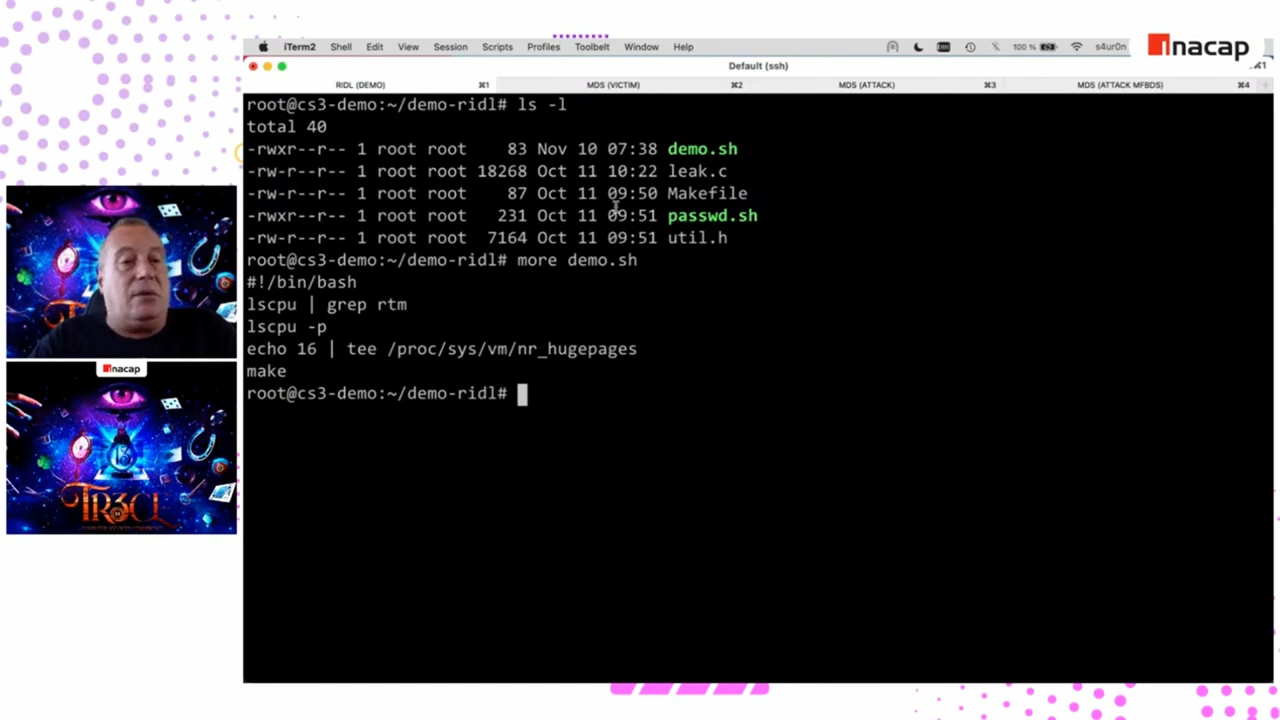 iTerm2 Shell Edit View Session Scripts Profiles Toolbelt Window Help 100 % s4ur0n
inacap
Default (ssh)
⌘1
RIDL (DEMO) ⌘1 MDS (VICTIM) ⌘2 MDS (ATTACK) ⌘3 MDS (ATTACK MFBDS) ⌘4
root@cs3-demo:~/demo-ridl# ls -l
total 40
-rwxr--r-- 1 root root 83 Nov 10 07:38 demo.sh
-rw-r--r-- 1 root root 18268 Oct 11 10:22 leak.c
-rw-r--r-- 1 root root 87 Oct 11 09:50 Makefile
-rwxr--r-- 1 root root 231 Oct 11 09:51 passwd.sh
-rw-r--r-- 1 root root 7164 Oct 11 09:51 util.h
root@cs3-demo:~/demo-ridl# more demo.sh
#!/bin/bash
lscpu | grep rtm
lscpu -p
echo 16 | tee /proc/sys/vm/nr_hugepages
make
root@cs3-demo:~/demo-ridl#
inacap
13